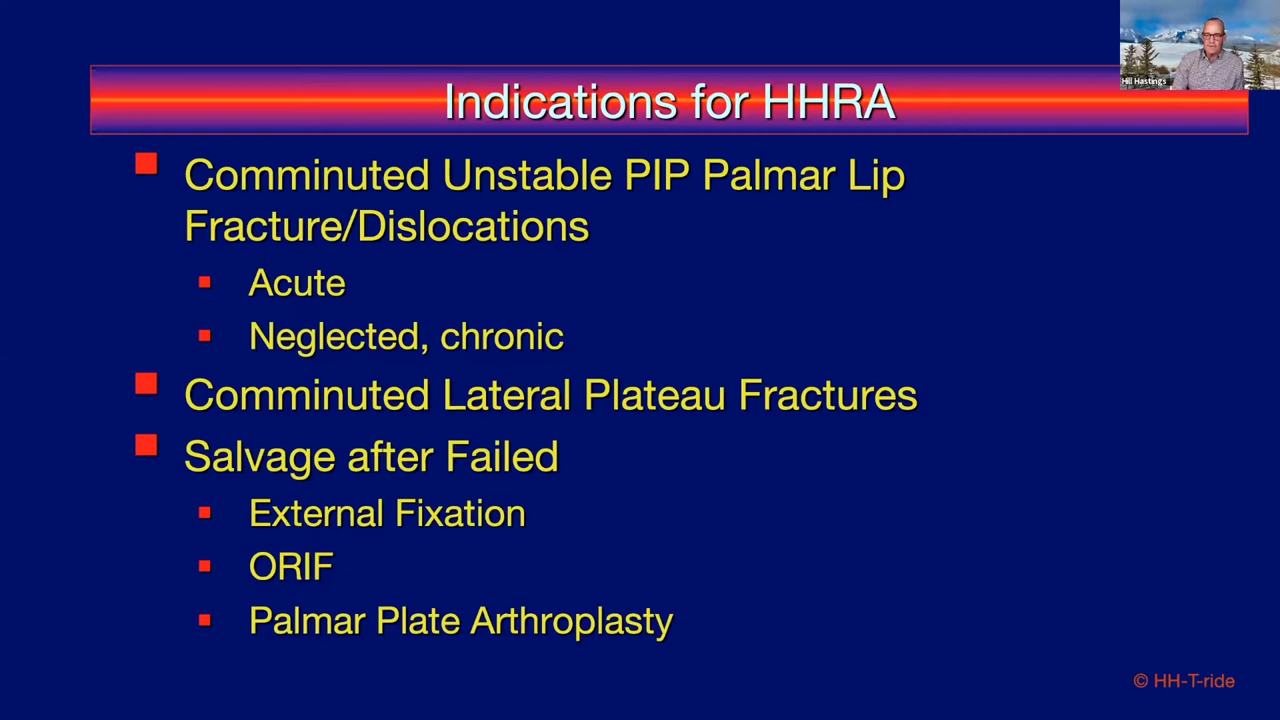 Hill Hastings
Indications for HHRA
Comminuted Unstable PIP Palmar Lip
Fracture/Dislocations
Acute
Neglected, chronic
Comminuted Lateral Plateau Fractures
Salvage after Failed
External Fixation
ORIF
Palmar Plate Arthroplasty
© HH-T-ride